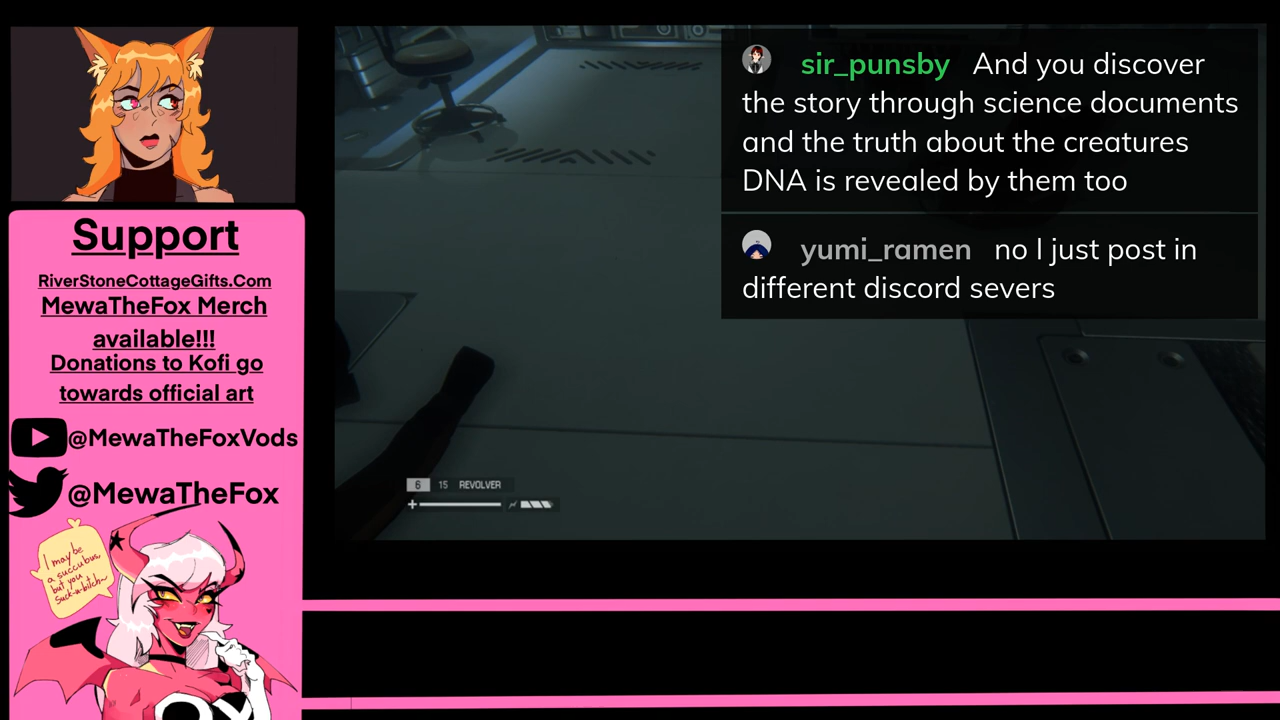 Support
RiverStoneCottageGifts.Com
MewaTheFox Merch
available!!!
Donations to Kofi go
towards official art
@MewaTheFoxVods
@MewaTheFox
I maybe
a succubus,
but you
suck-a-bitch~
sir_punsby And you discover
the story through science documents
and the truth about the creatures
DNA is revealed by them too
yumi_ramen no I just post in
different discord severs
6 15 REVOLVER